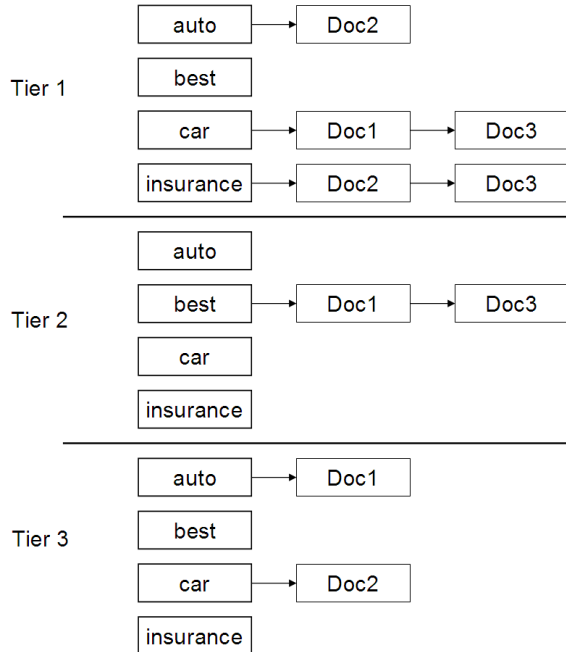 auto Doc2
best
Tier 1
car Doc1 Doc3
insurance Doc2 Doc3
auto
best Doc1 Doc3
Tier 2
car
insurance
auto Doc1
best
Tier 3
car Doc2
insurance